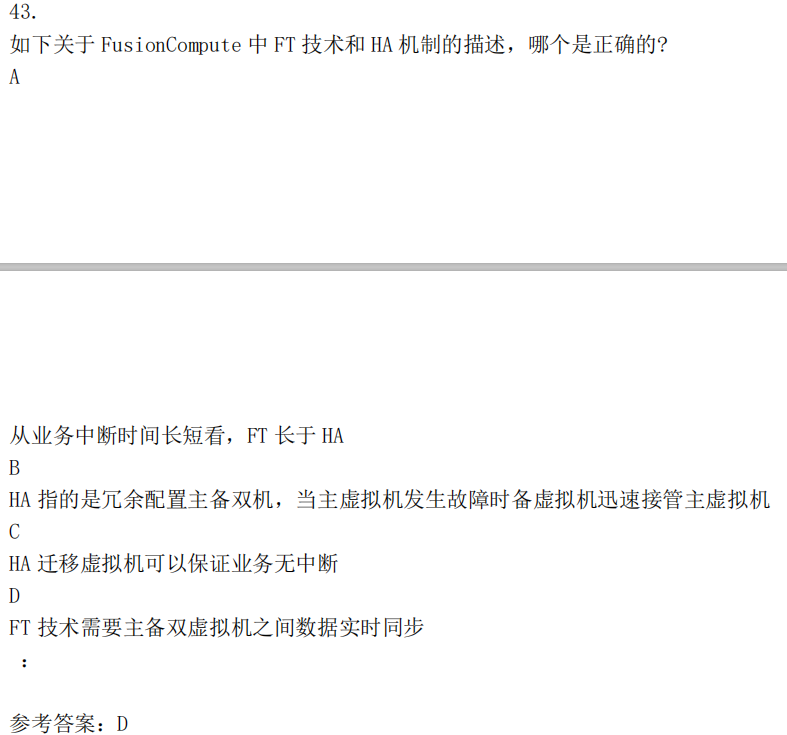 43.
如下关于 FusionCompute 中 FT 技术和 HA 机制的描述，哪个是正确的?
A
从业务中断时间长短看，FT 长于 HA
B
HA 指的是冗余配置主备双机，当主虚拟机发生故障时备虚拟机迅速接管主虚拟机
C
HA 迁移虚拟机可以保证业务无中断
D
FT 技术需要主备双虚拟机之间数据实时同步
：
参考答案：D